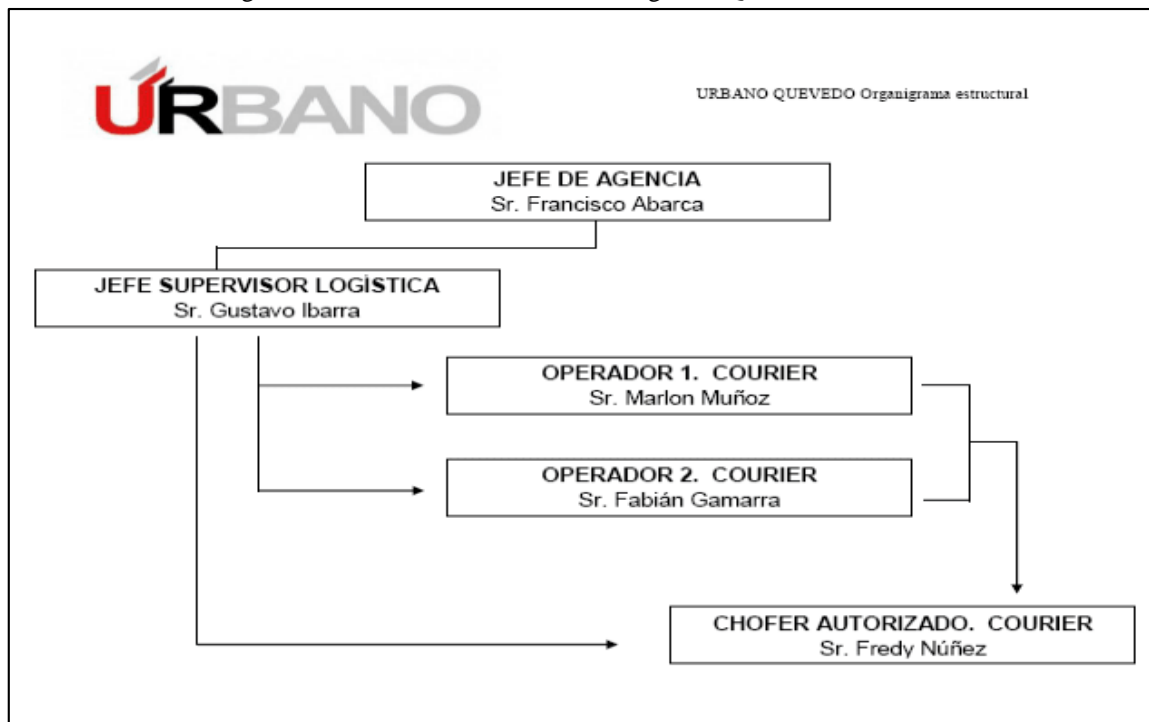 URBANO
URBANO QUEVEDO Organigrama estructural
JEFE DE AGENCIA
Sr. Francisco Abarca
JEFE SUPERVISOR LOGÌSTICA
Sr. Gustavo Ibarra
OPERADOR 1. COURIER
Sr. Marlon Muñoz
OPERADOR 2. COURIER
Sr. Fabián Gamarra
CHOFER AUTORIZADO. COURIER
Sr. Fredy Núñez